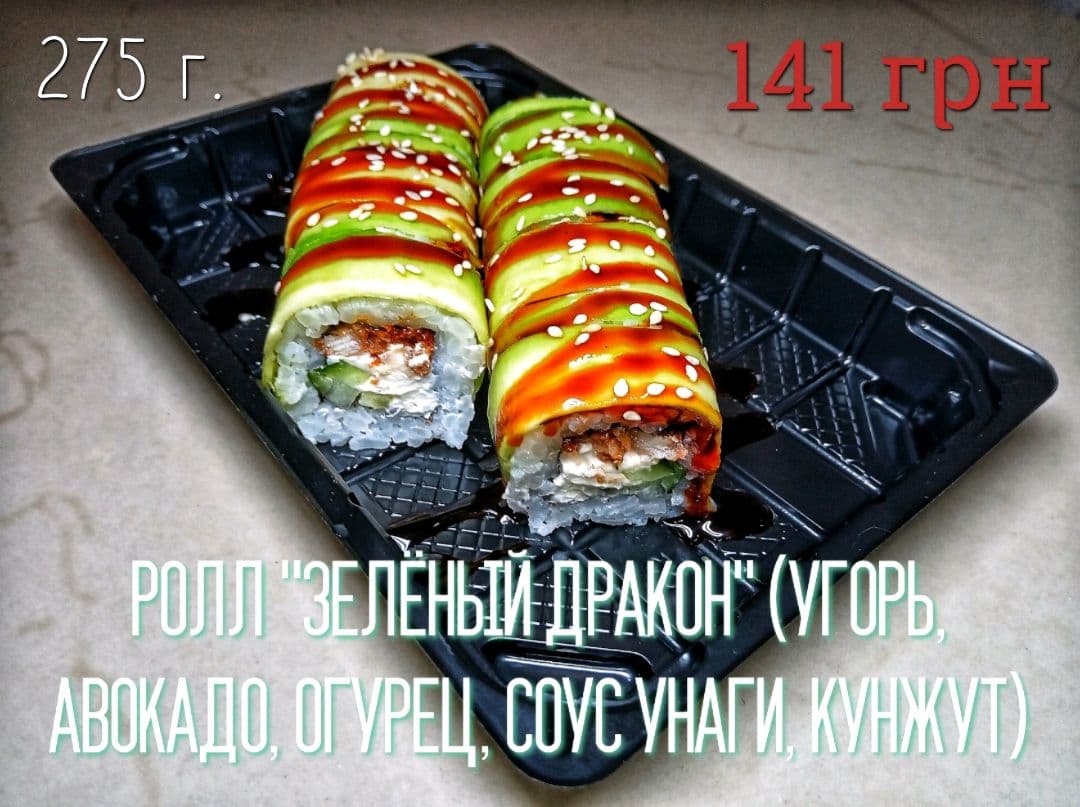 275 г.
141 грн
РОЛЛ "ЗЕЛЁНЫЙ ДРАКОН" (УГОРЬ,
АВОКАДО, ОГУРЕЦ, СОУС УНАГИ, КУНЖУТ)